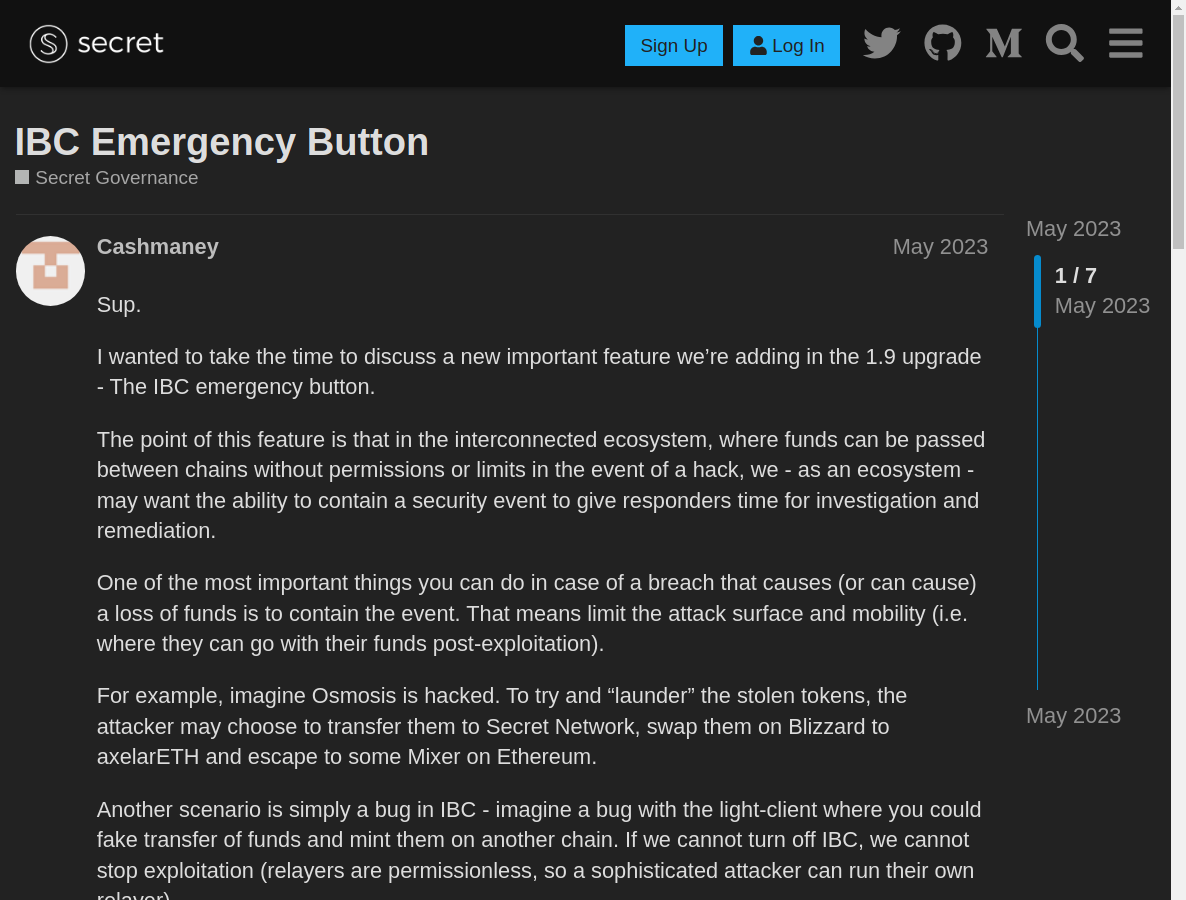 secret
Sign Up
Log In
IBC Emergency Button
Secret Governance
Cashmaney
May 2023
May 2023
1 / 7
May 2023
Sup.
I wanted to take the time to discuss a new important feature we’re adding in the 1.9 upgrade
- The IBC emergency button.
The point of this feature is that in the interconnected ecosystem, where funds can be passed
between chains without permissions or limits in the event of a hack, we - as an ecosystem -
may want the ability to contain a security event to give responders time for investigation and
remediation.
One of the most important things you can do in case of a breach that causes (or can cause)
a loss of funds is to contain the event. That means limit the attack surface and mobility (i.e.
where they can go with their funds post-exploitation).
For example, imagine Osmosis is hacked. To try and “launder” the stolen tokens, the
attacker may choose to transfer them to Secret Network, swap them on Blizzard to
axelarETH and escape to some Mixer on Ethereum.
May 2023
Another scenario is simply a bug in IBC - imagine a bug with the light-client where you could
fake transfer of funds and mint them on another chain. If we cannot turn off IBC, we cannot
stop exploitation (relayers are permissionless, so a sophisticated attacker can run their own
relayer)